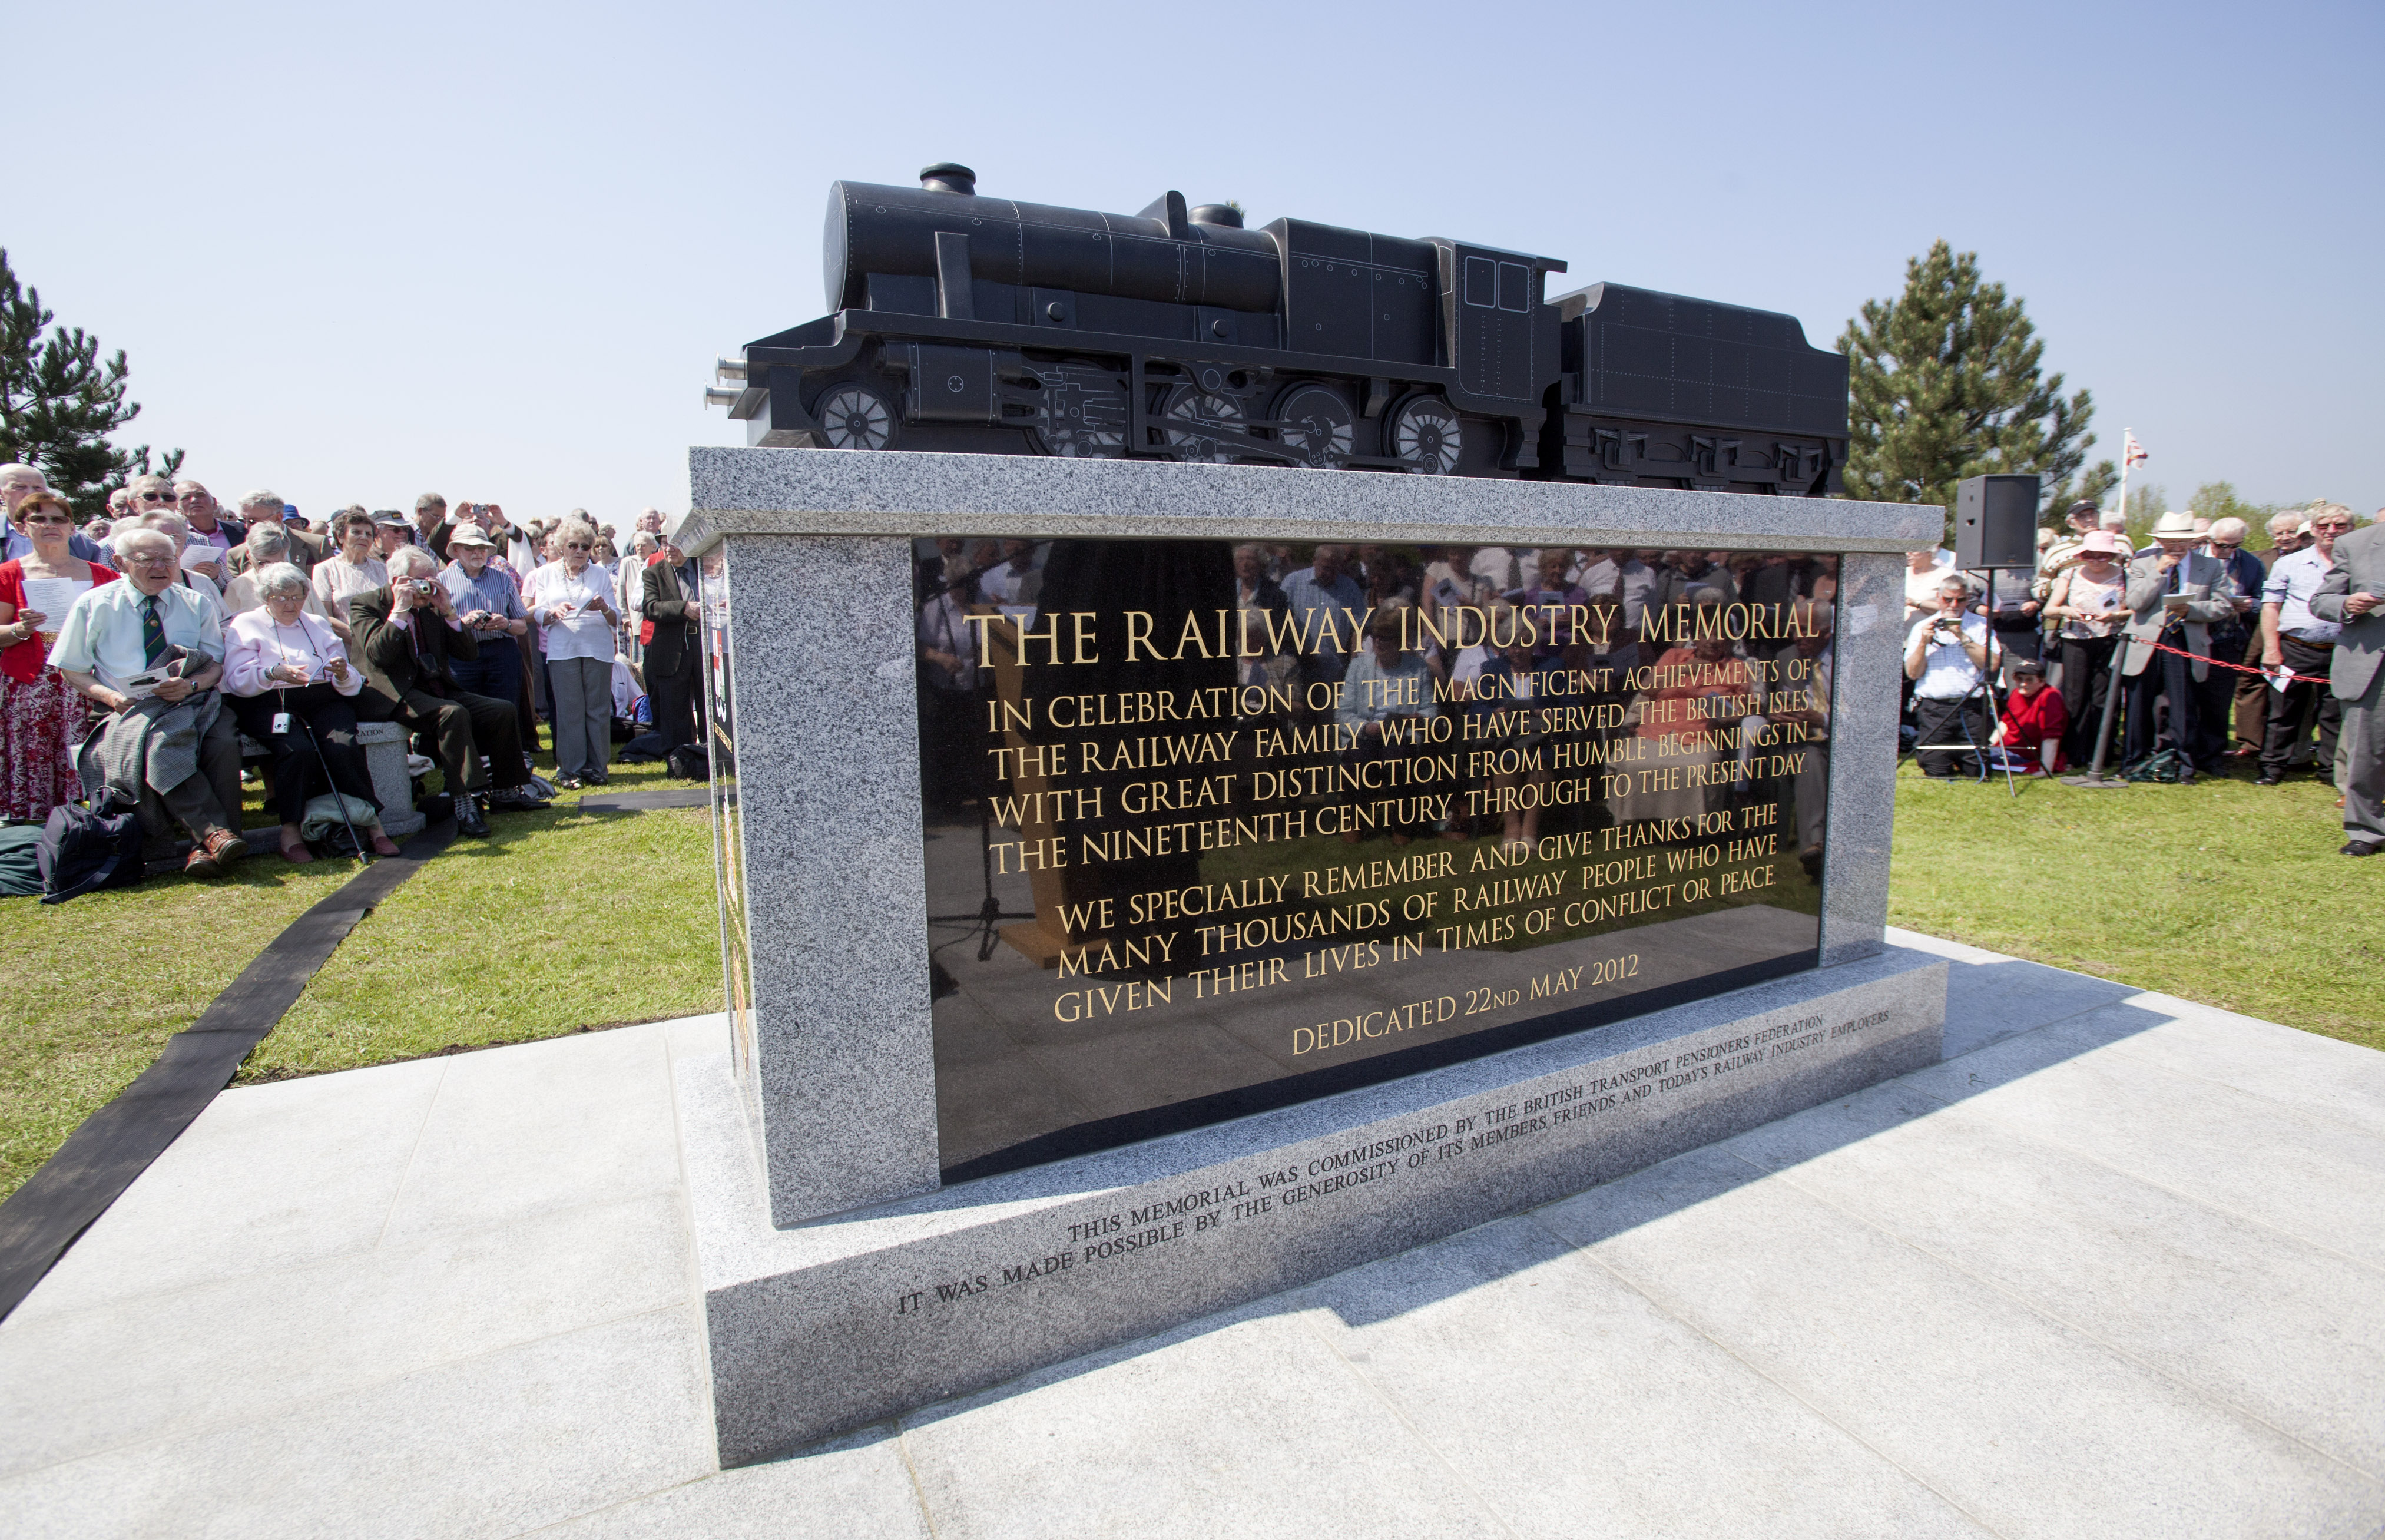 THE RAILWAY INDUSTRY MEMORIAL
IN CELEBRATION OF THE MAGNIFICENT ACHIEVEMENTS OF
THE RAILWAY FAMILY WHO HAVE SERVED THE BRITISH ISLES
WITH GREAT DISTINCTION FROM HUMBLE BEGINNINGS IN
THE NINETEENTH CENTURY THROUGH TO THE PRESENT DAY.
WE SPECIALLY REMEMBER AND GIVE THANKS FOR THE
MANY THOUSANDS OF RAILWAY PEOPLE WHO HAVE
GIVEN THEIR LIVES IN TIMES OF CONFLICT OR PEACE.
DEDICATED 22ND MAY 2012
THIS MEMORIAL WAS COMMISSIONED BY THE BRITISH TRANSPORT PENSIONERS FEDERATION
IT WAS MADE POSSIBLE BY THE GENEROSITY OF ITS MEMBERS FRIENDS AND TODAY'S RAILWAY INDUSTRY EMPLOYERS